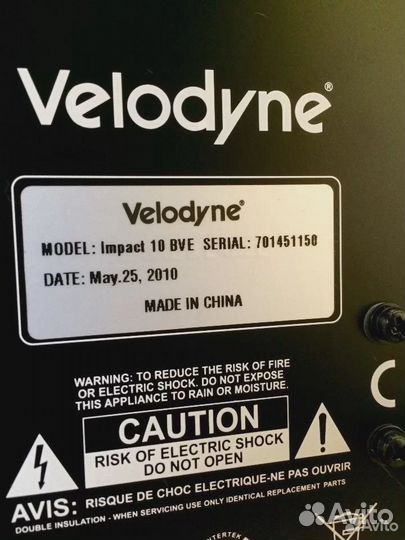 Velodyne®
Velodyne®
MODEL: Impact 10 BVE SERIAL: 701451150
DATE: May.25, 2010
MADE IN CHINA
WARNING: TO REDUCE THE RISK OF FIRE
OR ELECTRIC SHOCK. DO NOT EXPOSE
THIS APPLIANCE TO RAIN OR MOISTURE.
CAUTION
RISK OF ELECTRIC SHOCK
DO NOT OPEN
AVIS: RISQUE DE CHOC ELECTRIQUE-NE PAS OUVRIR
DOUBLE INSULATION - WHEN SERVICING USE ONLY IDENTICAL REPLACEMENT PARTS
INTERTEK
Avito